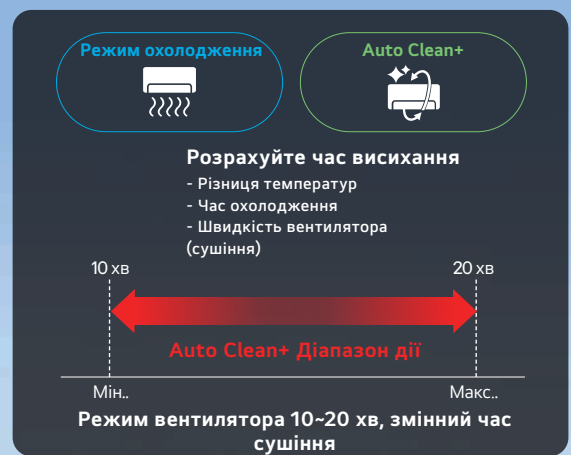 Режим охолодження
Auto Clean+
Розрахуйте час висихання
- Різниця температур
- Час охолодження
- Швидкість вентилятора
(сушіння)
10 хв
20 хв
Auto Clean+ Діапазон дії
Мін..
Макс..
Режим вентилятора 10~20 хв, змінний час
сушіння